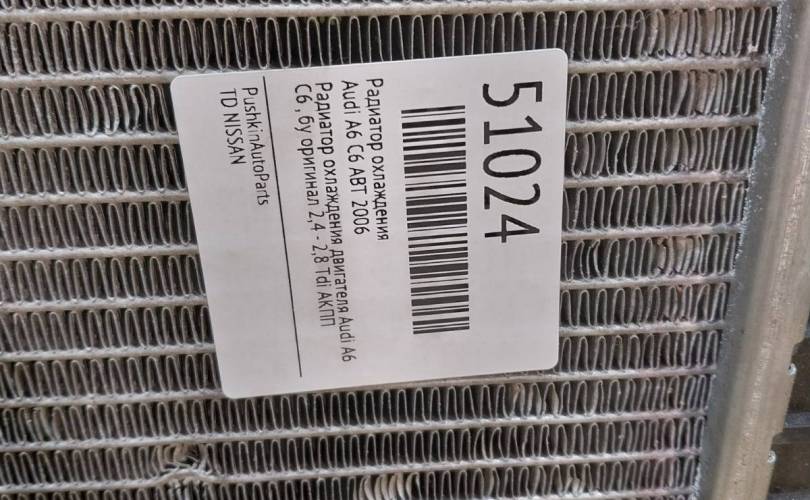 51024
Радиатор охлаждения
Audi A6 C6 АВТ 2006
Радиатор охлаждения двигателя Audi A6
C6 , бу оригинал 2,4 - 2,8 Tdi АКПП
PushkinAutoParts
TD NISSAN